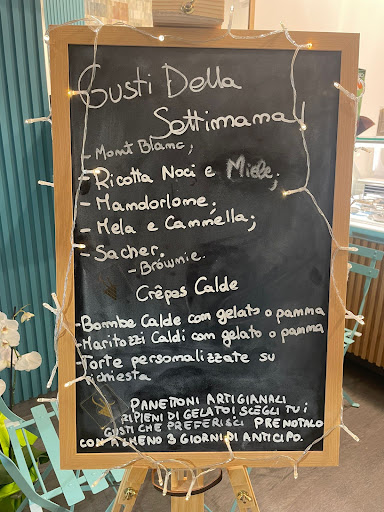 Gusti Della
Settimana!
- Mont Blanc;
- Ricotta Noci e Miele;
- Mandorlone.
- Mela e Cannella;
- Sacher.
- Brownie.
Crêpes Calde
- Bombe Calde con gelato o panna
- Maritozzi Caldi con gelato o panna
- Torte personalizzate su
richiesta
PANETTONI ARTIGIANALI
RIPIENI DI GELATO! SCEGLI TU I
GUSTI CHE PREFERISCI PRENOTALO
CON ALMENO 3 GIORNI DI ANTICIPO.